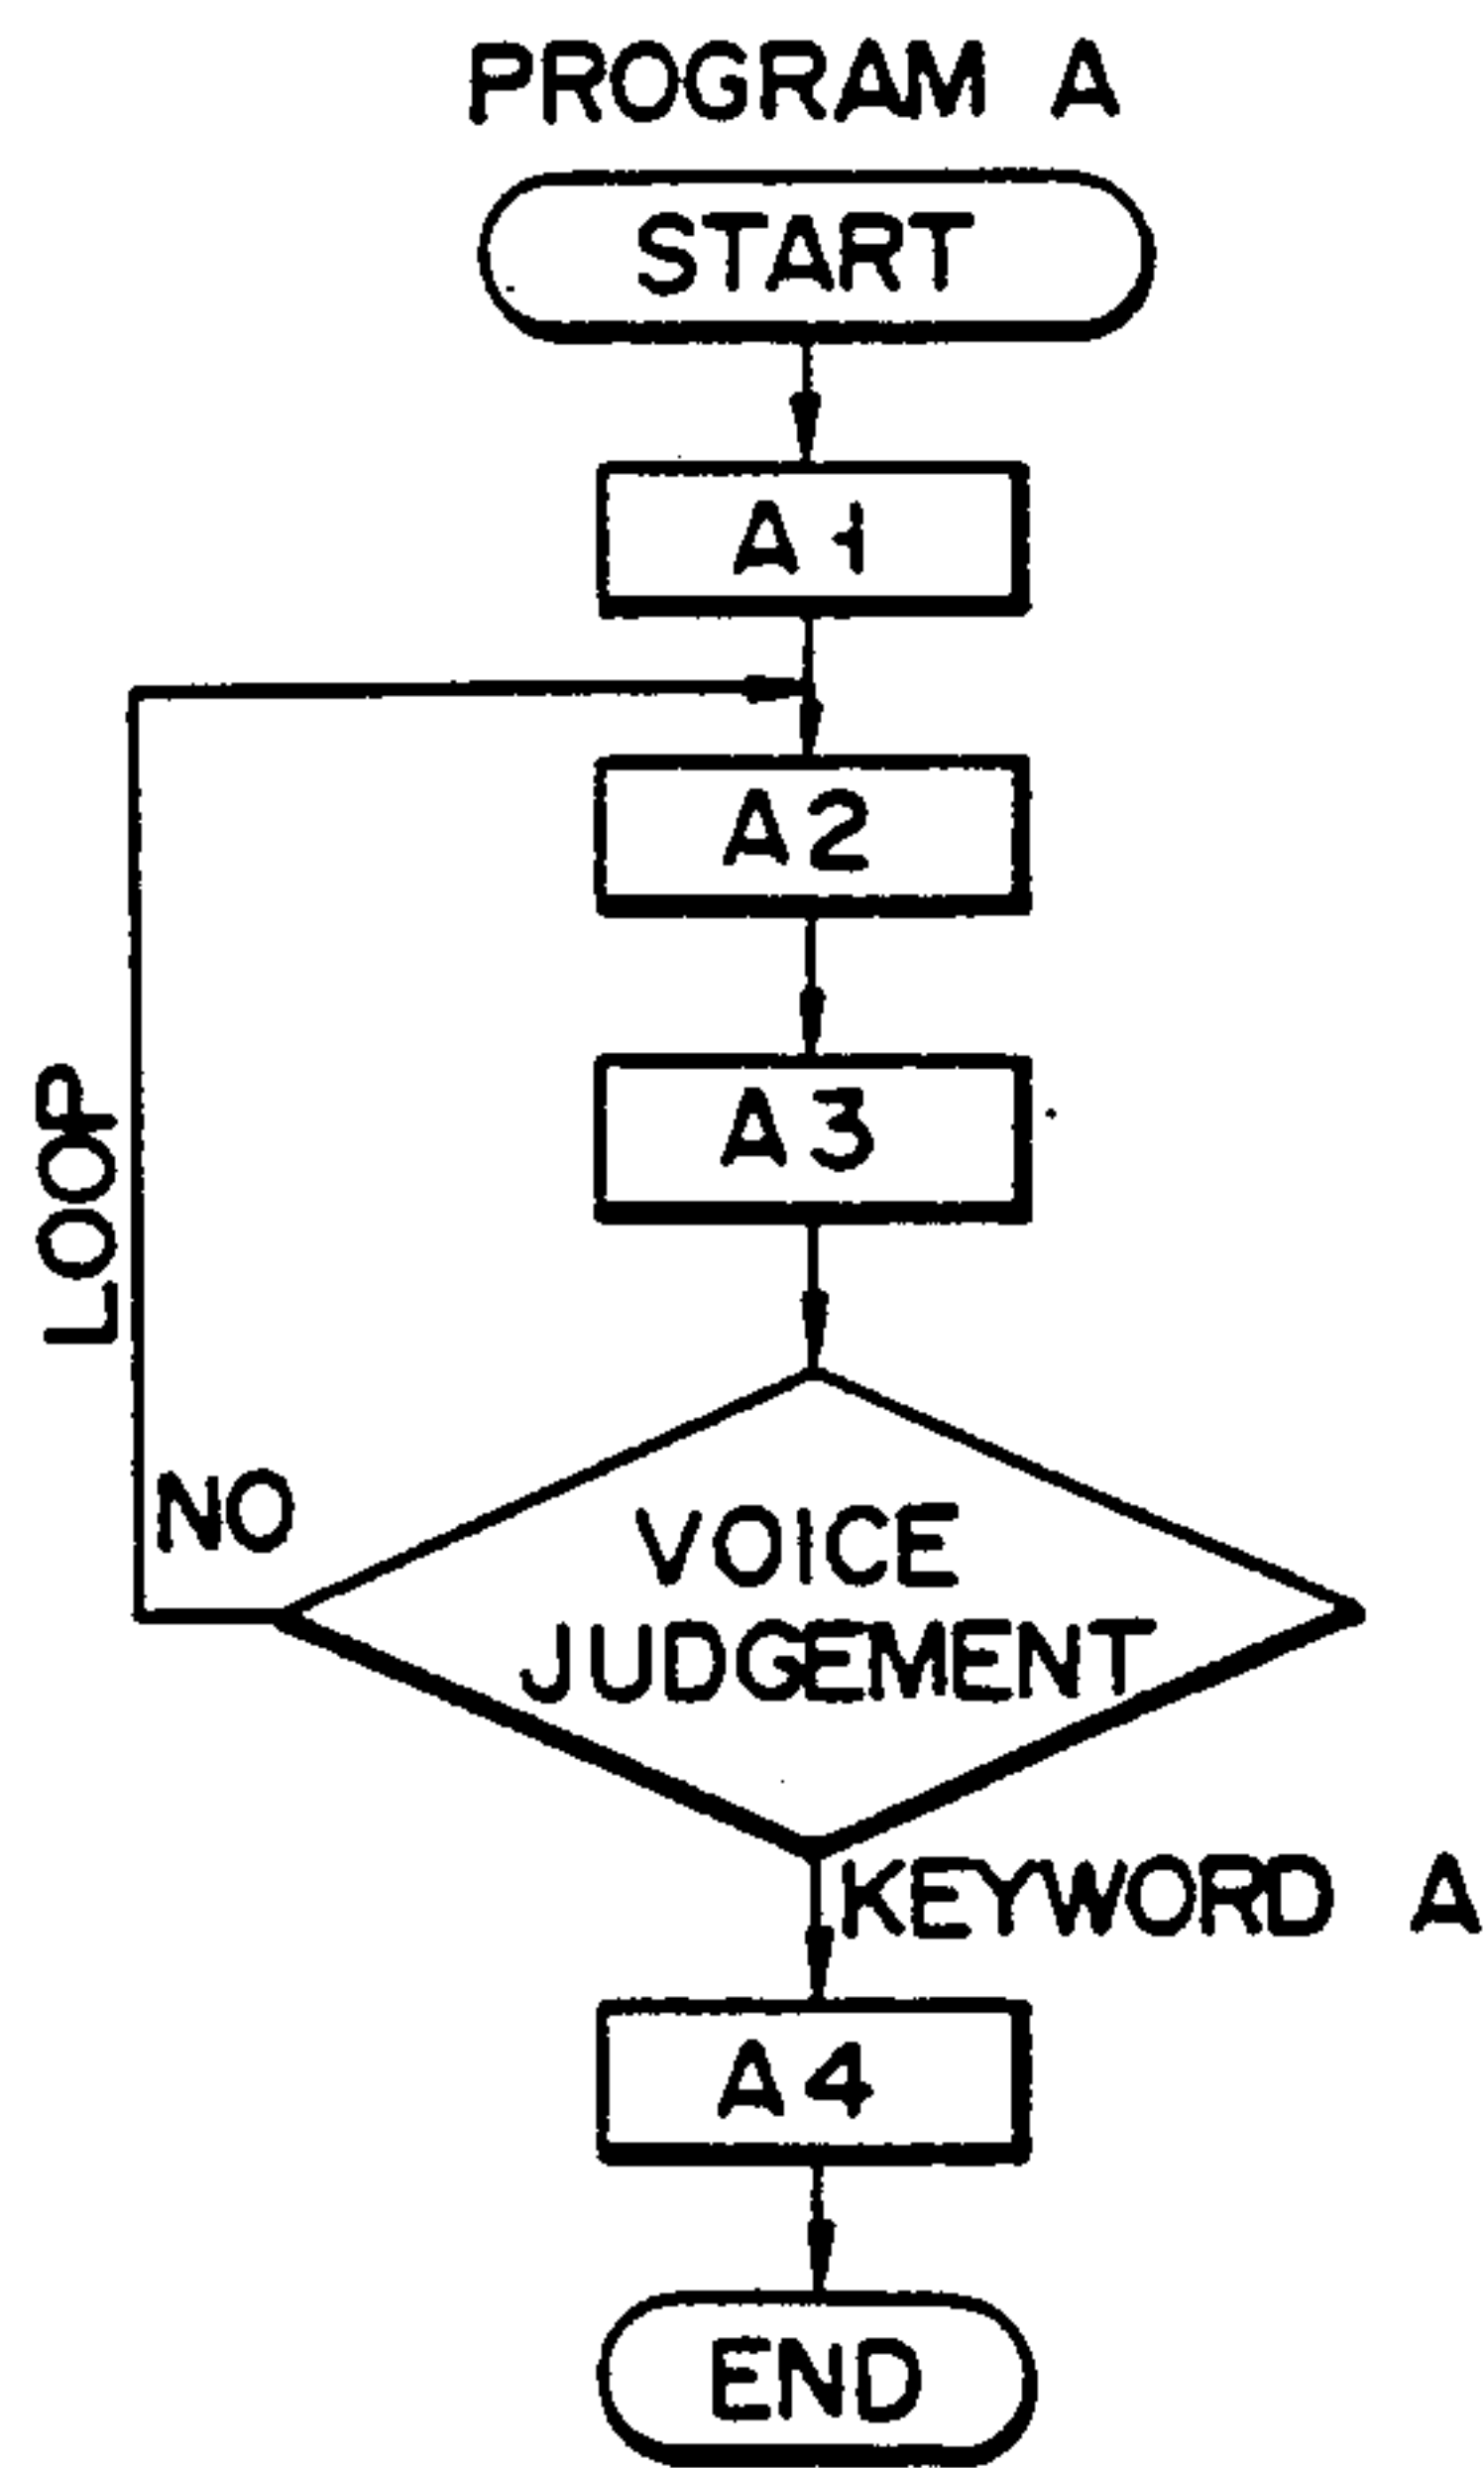 PROGRAM A
START
A1
A2
A3
LOOP
NO
VOICE
JUDGEMENT
KEYWORD A
A4
END